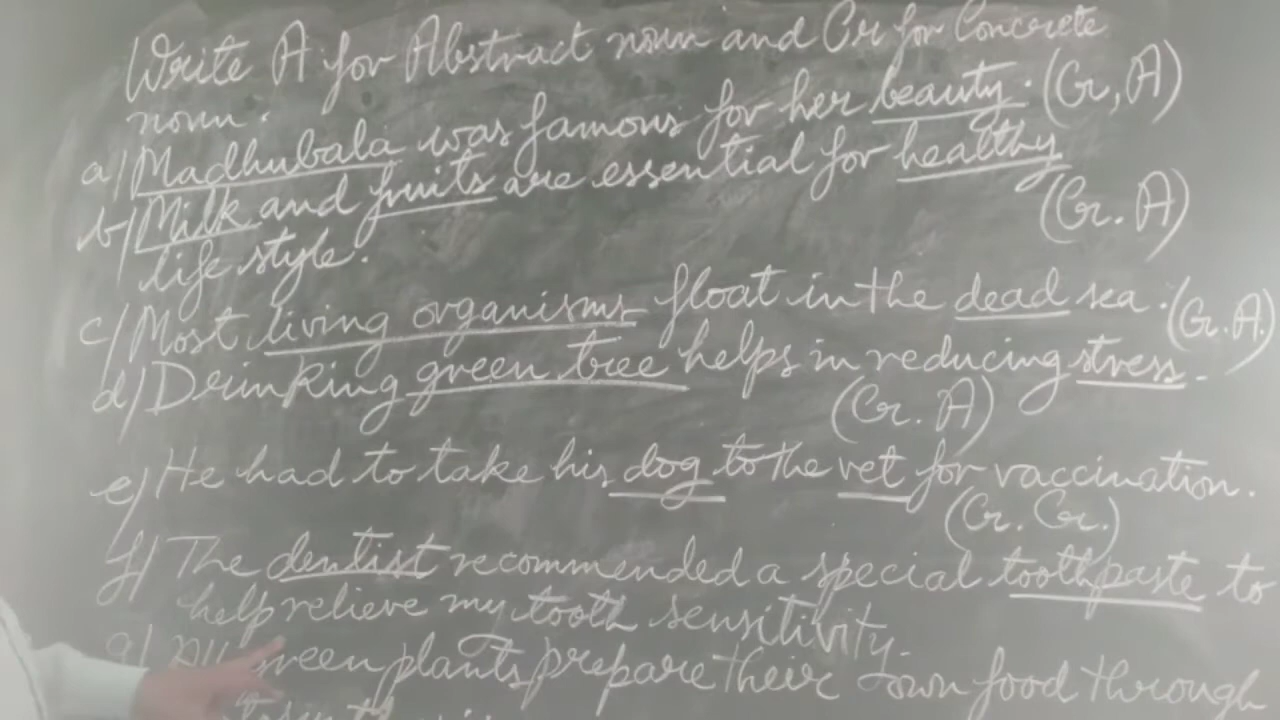 Write A for Abstract noun and Cr for Concrete
noun.
a) Madhubala was famous for her beauty. (Cr, A)
b) Milk and fruits are essential for healthy
life style. (Cr. A)
c) Most living organisms float in the dead sea. (Cr. A.)
d) Drinking green tree helps in reducing stress.
(Cr. A)
e) He had to take his dog to the vet for vaccination.
(Cr. Cr.)
f) The dentist recommended a special toothpaste to
help relieve my tooth sensitivity.
g) green plants prepare their own food through